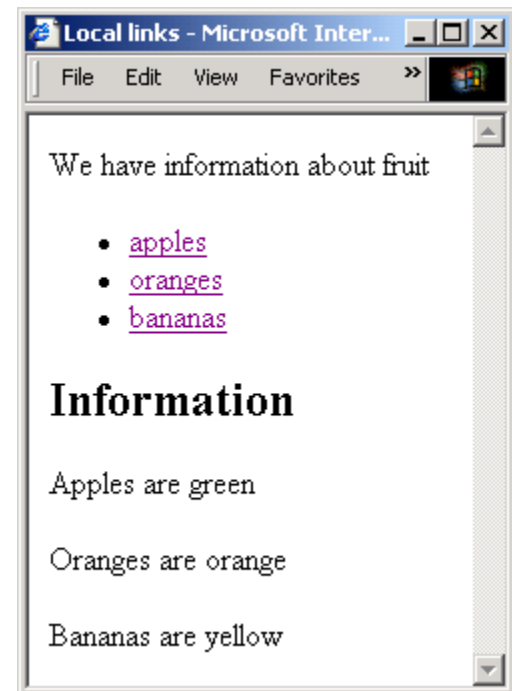 Local links - Microsoft Inter...
File Edit View Favorites »
We have information about fruit
• apples
• oranges
• bananas
Information
Apples are green
Oranges are orange
Bananas are yellow